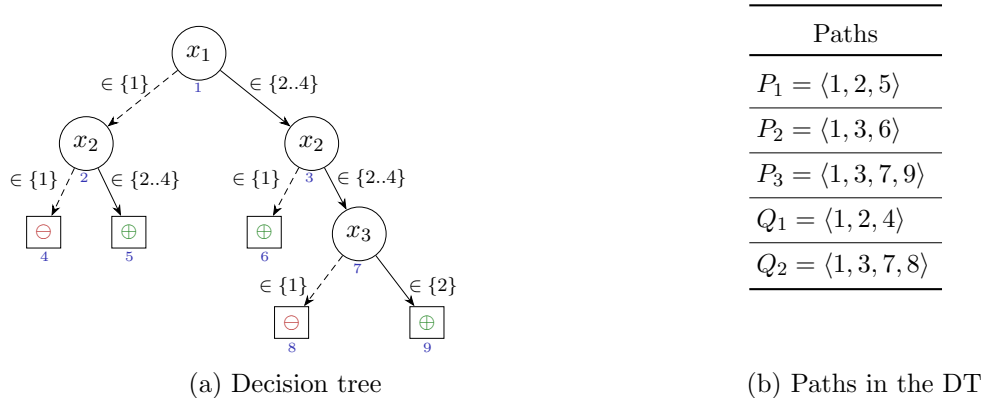 x₁
1
∈ {1}
∈ {2..4}
x₂
2
x₂
3
∈ {1}
∈ {2..4}
∈ {1}
∈ {2..4}
⊖
4
⊕
5
⊕
6
x₃
7
∈ {1}
∈ {2}
⊖
8
⊕
9
(a) Decision tree
Paths
P₁ = ⟨1, 2, 5⟩
P₂ = ⟨1, 3, 6⟩
P₃ = ⟨1, 3, 7, 9⟩
Q₁ = ⟨1, 2, 4⟩
Q₂ = ⟨1, 3, 7, 8⟩
(b) Paths in the DT